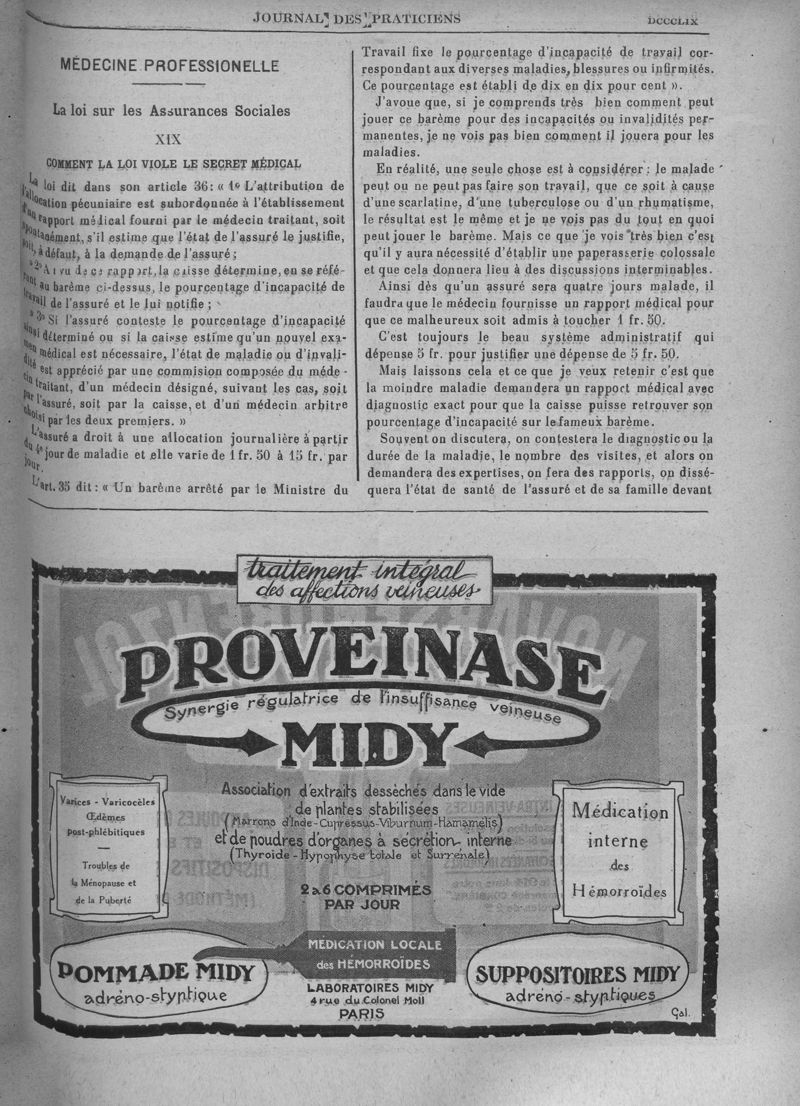 JOURNAL DES PRATICIENS
DCCCLIX
MÉDECINE PROFESSIONELLE
La loi sur les Assurances Sociales
XIX
COMMENT LA LOI VIOLE LE SECRET MÉDICAL
La loi dit dans son article 36: « 1º L'attribution de
l'allocation pécuniaire est subordonnée à l'établissement
d'un rapport médical fourni par le médecin traitant, soit
spontanément, s'il estime que l'état de l'assuré le justifie,
soit, à défaut, à la demande de l'assuré ;
« 2º Au vu de ce rapport, la caisse détermine, en se réfé-
rant au barème ci-dessus, le pourcentage d'incapacité de
travail de l'assuré et le lui notifie ;
« 3º Si l'assuré conteste le pourcentage d'incapacité
ainsi déterminé ou si la caisse estime qu'un nouvel exa-
men médical est nécessaire, l'état de maladie ou d'invali-
dité est apprécié par une commision composée du méde-
cin traitant, d'un médecin désigné, suivant les cas, soit
par l'assuré, soit par la caisse, et d'un médecin arbitre
choisi par les deux premiers. »
L'assuré a droit à une allocation journalière à partir
du 4e jour de maladie et elle varie de 1 fr. 50 à 15 fr. par
jour.
L'art. 35 dit : « Un barême arrêté par le Ministre du
Travail fixe le pourcentage d'incapacité de travail cor-
respondant aux diverses maladies, blessures ou infirmités.
Ce pourcentage est établi de dix en dix pour cent ».
J'avoue que, si je comprends très bien comment peut
jouer ce barème pour des incapacités ou invalidités per-
manentes, je ne vois pas bien comment il jouera pour les
maladies.
En réalité, une seule chose est à considérer : le malade
peut ou ne peut pas faire son travail, que ce soit à cause
d'une scarlatine, d'une tuberculose ou d'un rhumatisme,
le résultat est le même et je ne vois pas du tout en quoi
peut jouer le barème. Mais ce que je vois très bien c'est
qu'il y aura nécessité d'établir une paperasserie colossale
et que cela donnera lieu à des discussions interminables.
Ainsi dès qu'un assuré sera quatre jours malade, il
faudra que le médecin fournisse un rapport médical pour
que ce malheureux soit admis à toucher 1 fr. 50.
C'est toujours le beau système administratif qui
dépense 5 fr. pour justifier une dépense de 5 fr. 50.
Mais laissons cela et ce que je veux retenir c'est que
la moindre maladie demandera un rapport médical avec
diagnostic exact pour que la caisse puisse retrouver son
pourcentage d'incapacité sur le fameux barème.
Souvent on discutera, on contestera le diagnostic ou la
durée de la maladie, le nombre des visites, et alors on
demandera des expertises, on fera des rapports, on dissé-
quera l'état de santé de l'assuré et de sa famille devant
traitement intégral
des affections veineuses
PROVEINASE
Synergie régulatrice de l'insuffisance veineuse
MIDY
Association d'extraits desséchés dans le vide
de plantes stabilisées
(Marrons d'Inde-Cupressus-Viburnum-Hamamelis)
et de poudres d'organes à sécrétion interne
(Thyroïde-Hypophyse totale et Surrénale)
2 à 6 COMPRIMÉS
PAR JOUR
Varices - Varicocèles
Œdèmes
post-phlébitiques
Troubles de
la Ménopause et
de la Puberté
Médication
interne
des
Hémorroïdes
MÉDICATION LOCALE
des HÉMORROÏDES
POMMADE MIDY
adréno-styptique
LABORATOIRES MIDY
4 rue du Colonel Moll
PARIS
SUPPOSITOIRES MIDY
adréno-styptiques
Gal.